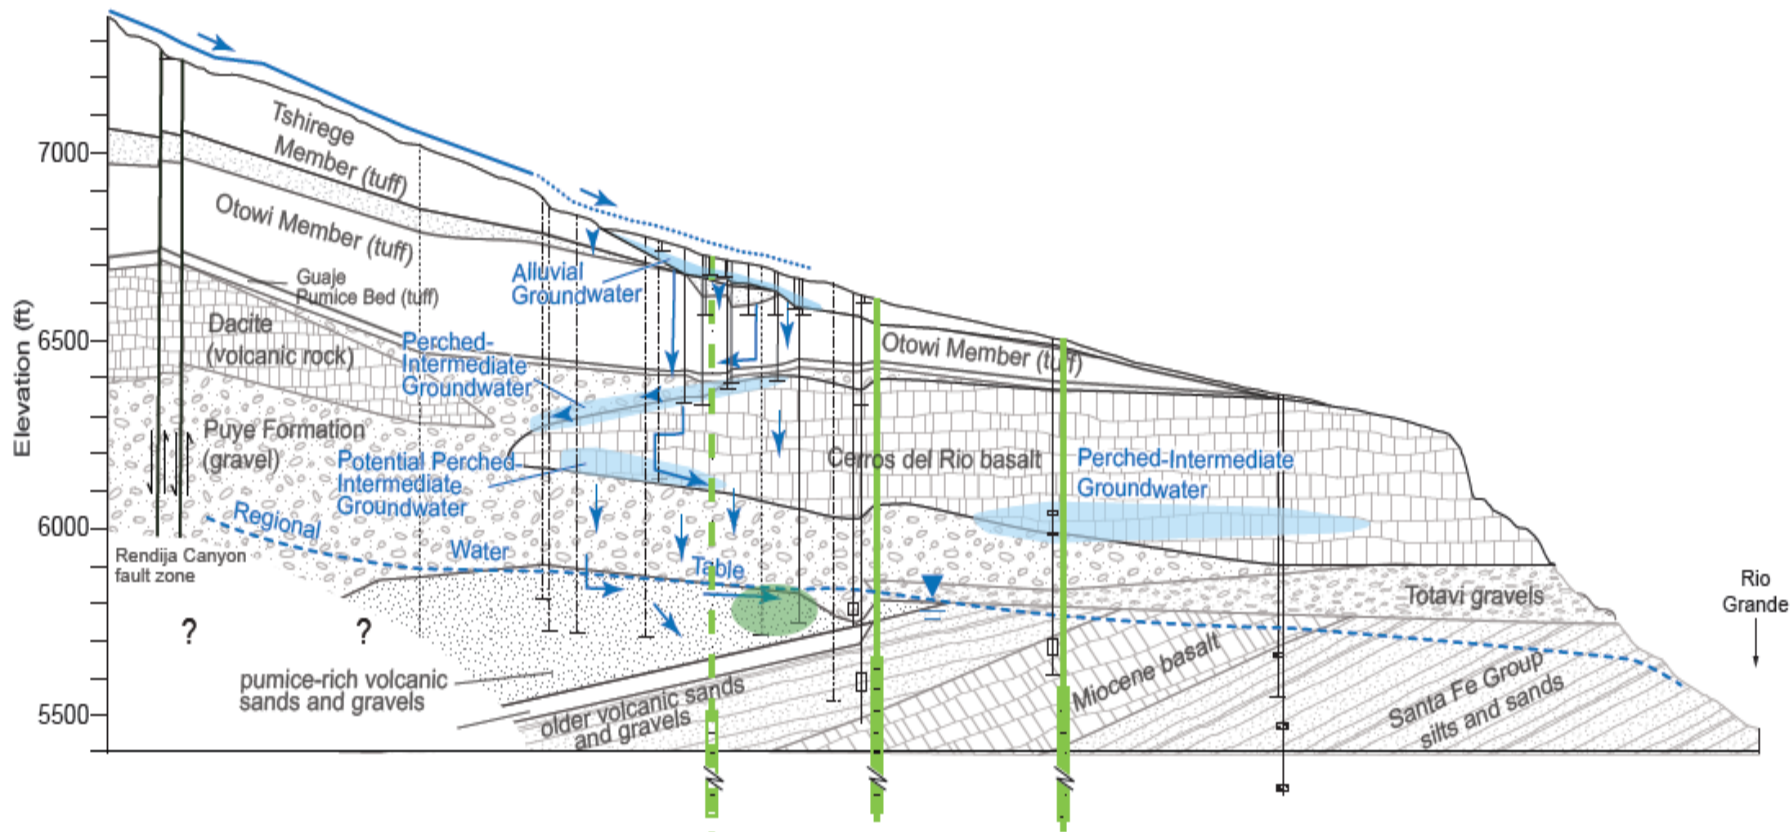 7000
6500
6000
5500
Elevation (ft)
Tshirege
Member (tuff)
Otowi Member (tuff)
Guaje
Pumice Bed (tuff)
Dacite
(volcanic rock)
Puye Formation
(gravel)
Alluvial
Groundwater
Perched-
Intermediate
Groundwater
Potential Perched-
Intermediate
Groundwater
Otowi Member (tuff)
Cerros del Rio basalt
Perched-Intermediate
Groundwater
Regional
Water
Table
Rendija Canyon
fault zone
?
?
pumice-rich volcanic
sands and gravels
older volcanic sands
and gravels
Miocene basalt
Totavi gravels
Santa Fe Group
silts and sands
Rio
Grande